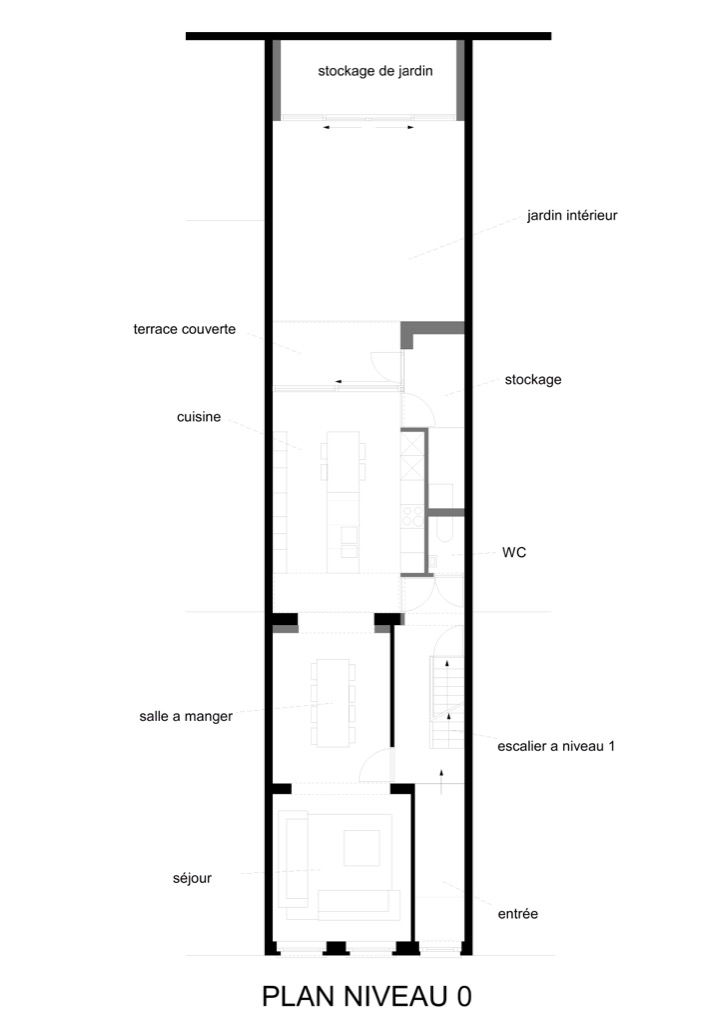 stockage de jardin
jardin intérieur
terrace couverte
stockage
cuisine
WC
salle a manger
escalier a niveau 1
séjour
entrée
PLAN NIVEAU 0